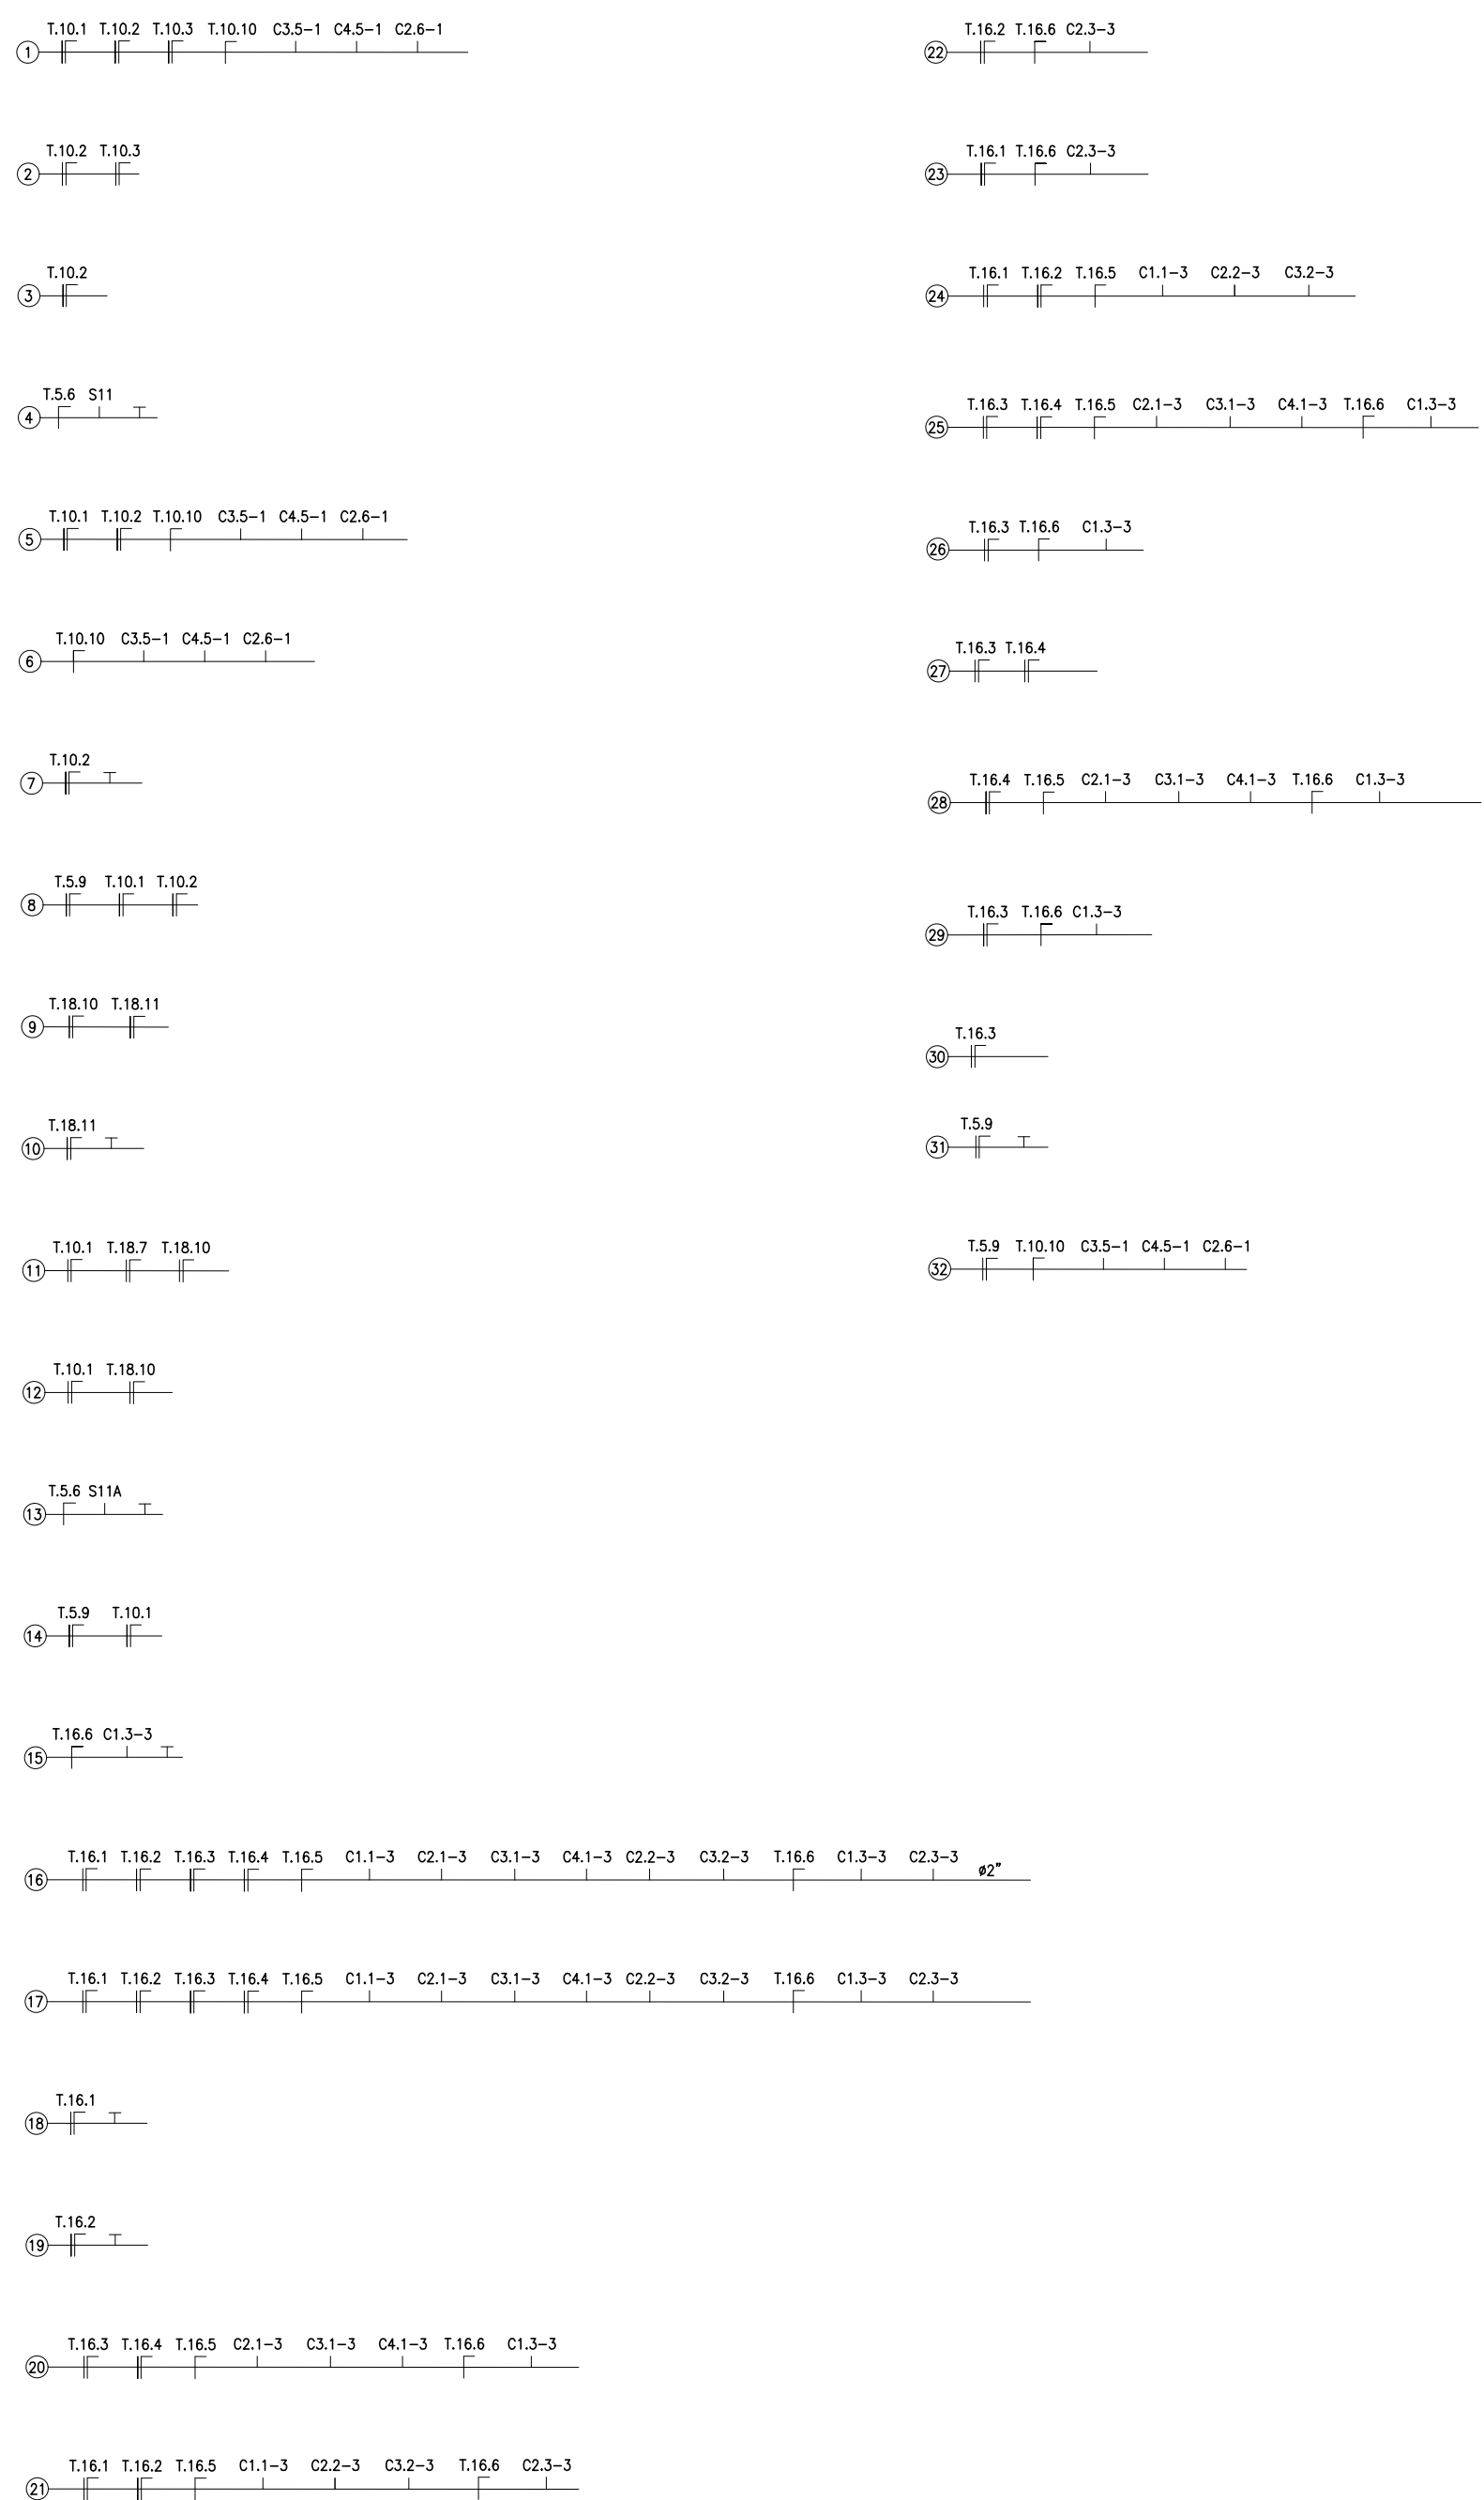 T.10.1 T.10.2 T.10.3 T.10.10 C3.5-1 C4.5-1 C2.6-1
1
T.10.2 T.10.3
2
T.10.2
3
T.5.6 S11
4
T.10.1 T.10.2 T.10.10 C3.5-1 C4.5-1 C2.6-1
5
T.10.10 C3.5-1 C4.5-1 C2.6-1
6
T.10.2
7
T.5.9 T.10.1 T.10.2
8
T.18.10 T.18.11
9
T.18.11
10
T.10.1 T.18.7 T.18.10
11
T.10.1 T.18.10
12
T.5.6 S11A
13
T.5.9 T.10.1
14
T.16.6 C1.3-3
15
T.16.1 T.16.2 T.16.3 T.16.4 T.16.5 C1.1-3 C2.1-3 C3.1-3 C4.1-3 C2.2-3 C3.2-3 T.16.6 C1.3-3 C2.3-3 ø2"
16
T.16.1 T.16.2 T.16.3 T.16.4 T.16.5 C1.1-3 C2.1-3 C3.1-3 C4.1-3 C2.2-3 C3.2-3 T.16.6 C1.3-3 C2.3-3
17
T.16.1
18
T.16.2
19
T.16.3 T.16.4 T.16.5 C2.1-3 C3.1-3 C4.1-3 T.16.6 C1.3-3
20
T.16.1 T.16.2 T.16.5 C1.1-3 C2.2-3 C3.2-3 T.16.6 C2.3-3
21
T.16.2 T.16.6 C2.3-3
22
T.16.1 T.16.6 C2.3-3
23
T.16.1 T.16.2 T.16.5 C1.1-3 C2.2-3 C3.2-3
24
T.16.3 T.16.4 T.16.5 C2.1-3 C3.1-3 C4.1-3 T.16.6 C1.3-3
25
T.16.3 T.16.6 C1.3-3
26
T.16.3 T.16.4
27
T.16.4 T.16.5 C2.1-3 C3.1-3 C4.1-3 T.16.6 C1.3-3
28
T.16.3 T.16.6 C1.3-3
29
T.16.3
30
T.5.9
31
T.5.9 T.10.10 C3.5-1 C4.5-1 C2.6-1
32